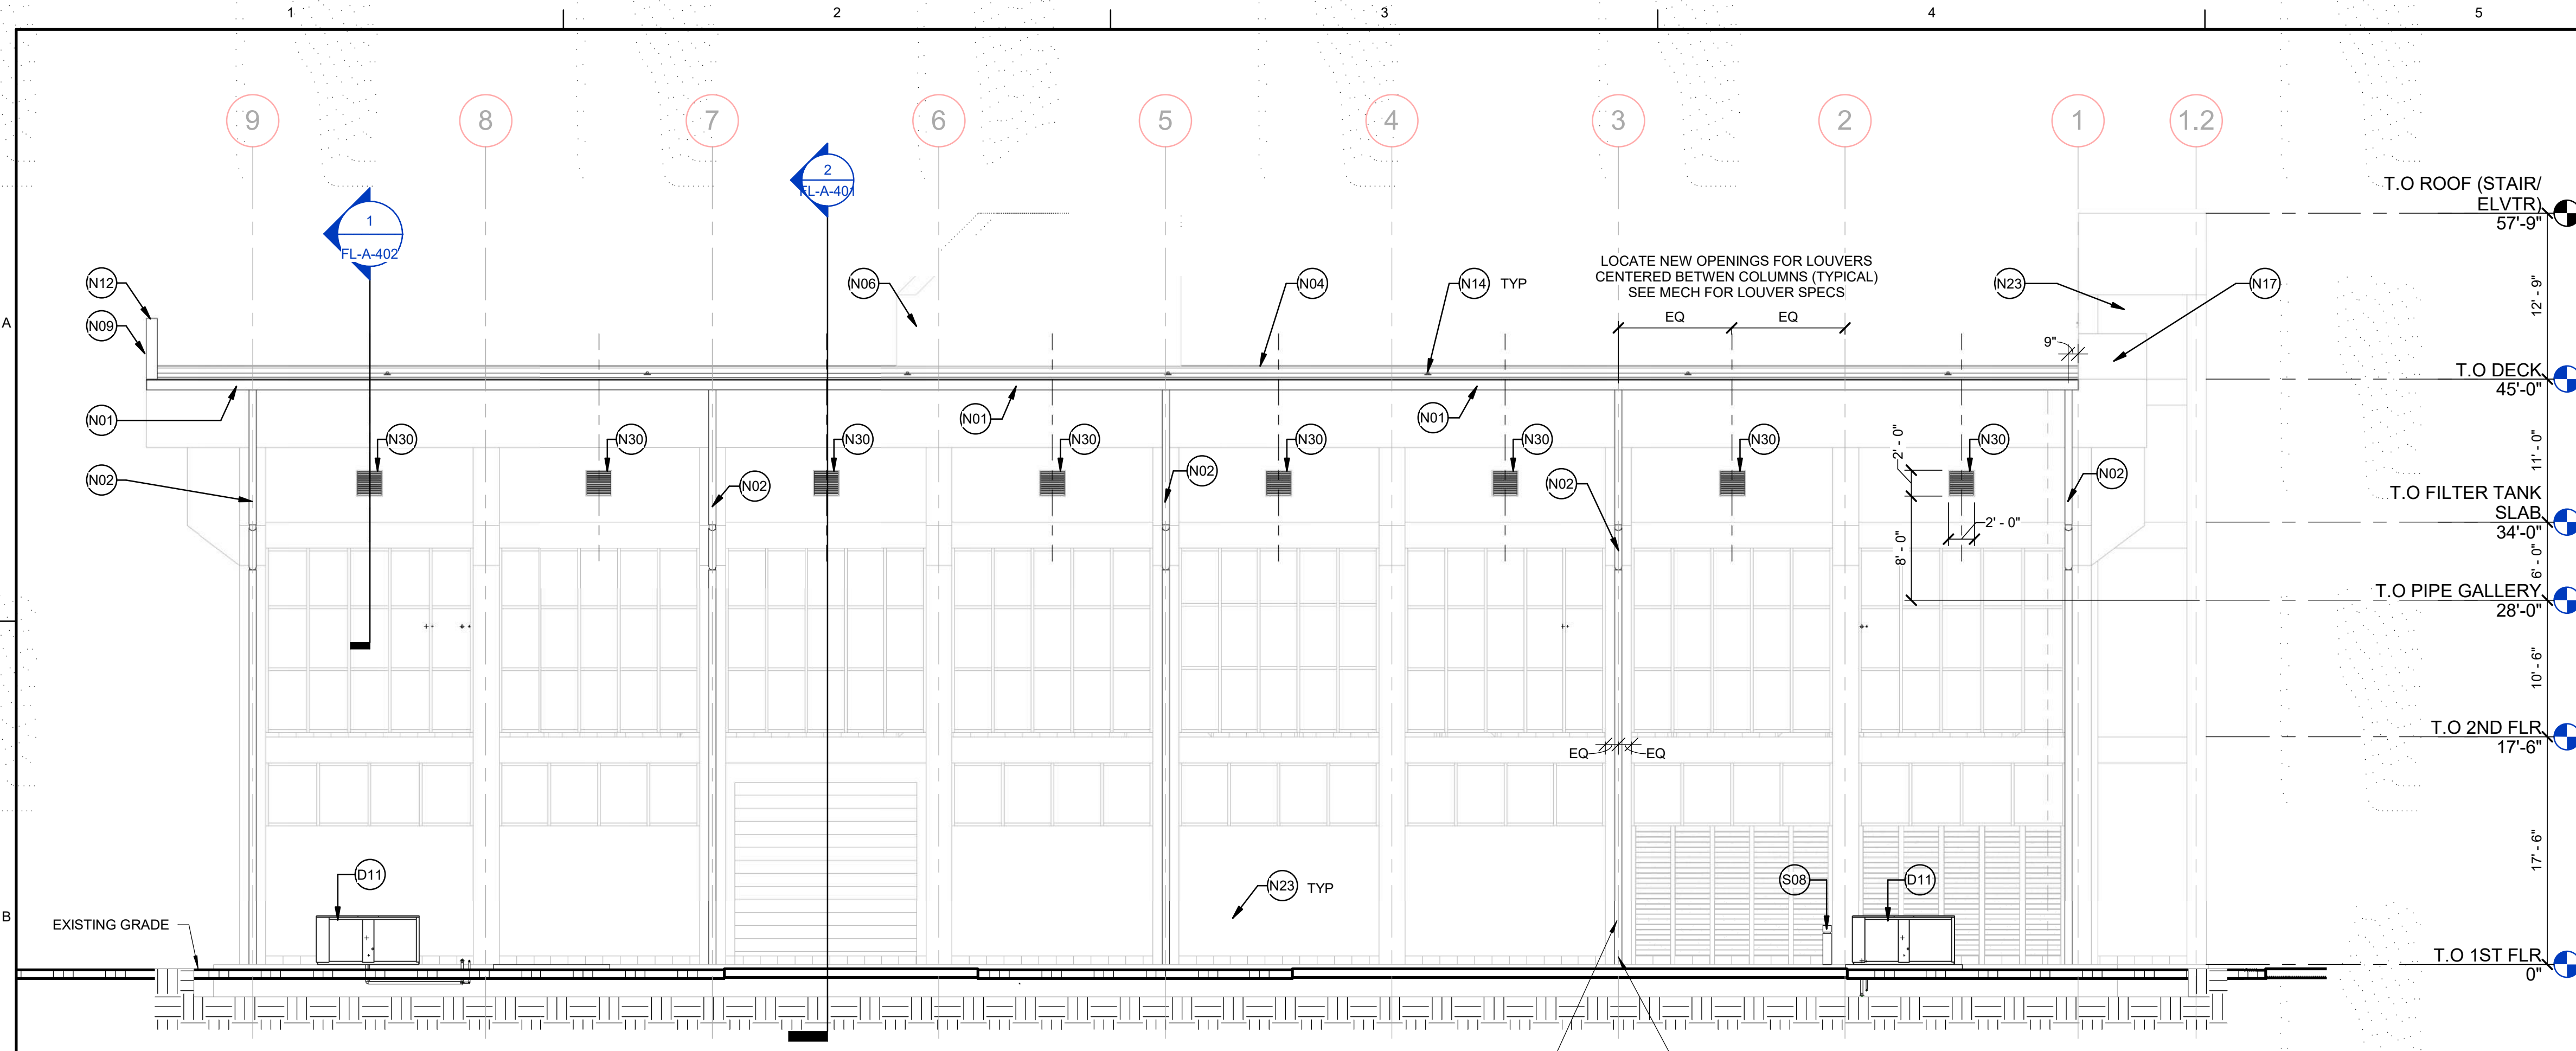 1 2 3 4 5
9 8 7 6 5 4 3 2 1 1.2
2
FL-A-401
1
FL-A-402
T.O ROOF (STAIR/
ELVTR)
57'-9"
LOCATE NEW OPENINGS FOR LOUVERS
CENTERED BETWEN COLUMNS (TYPICAL)
SEE MECH FOR LOUVER SPECS
N12
N06
N04
N14 TYP
N23
N17
12' - 9"
A
N09
EQ EQ
9"
T.O DECK
45'-0"
N01
N01
N01
N30 N30 N30 N30 N30 N30 N30 N30
2' - 0"
11' - 0"
N02
N02
N02
N02
N02
T.O FILTER TANK
SLAB
34'-0"
2' - 0"
8' - 0"
6' - 0"
T.O PIPE GALLERY
28'-0"
10' - 6"
T.O 2ND FLR
17'-6"
EQ EQ
17' - 6"
D11
N23 TYP
S08
D11
B
EXISTING GRADE
T.O 1ST FLR
0"